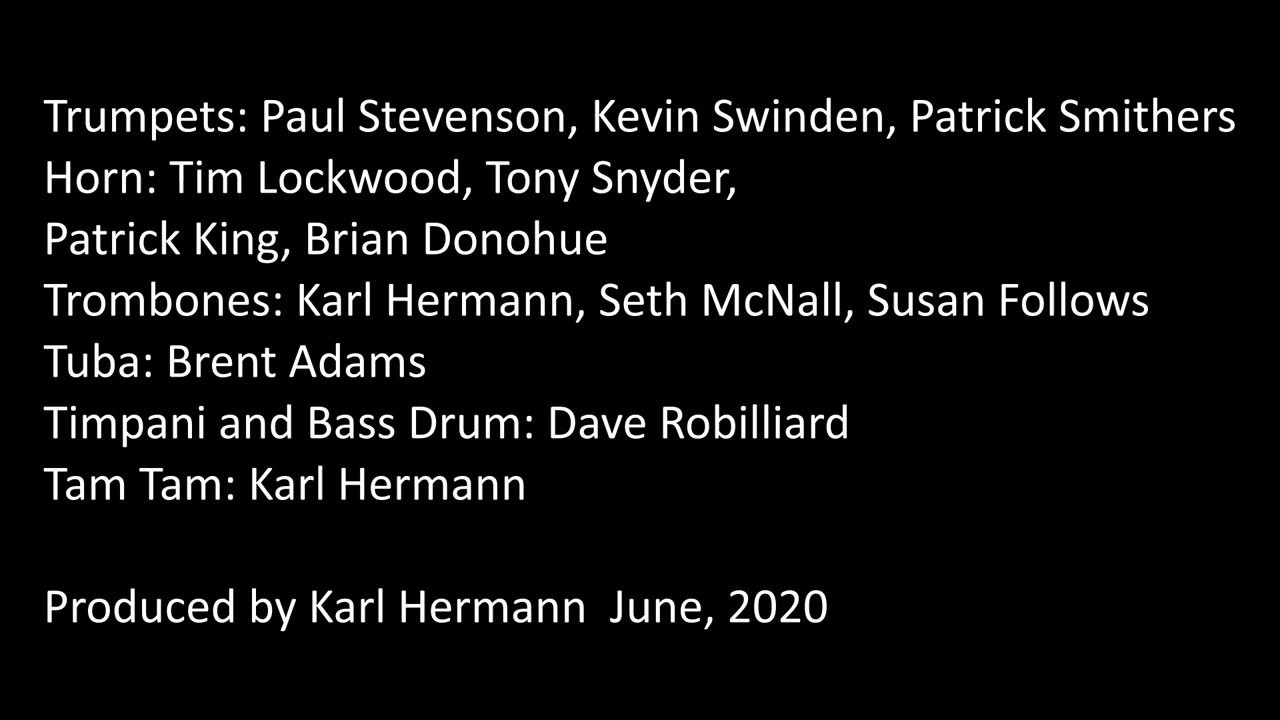 Trumpets: Paul Stevenson, Kevin Swinden, Patrick Smithers
Horn: Tim Lockwood, Tony Snyder,
Patrick King, Brian Donohue
Trombones: Karl Hermann, Seth McNall, Susan Follows
Tuba: Brent Adams
Timpani and Bass Drum: Dave Robilliard
Tam Tam: Karl Hermann
Produced by Karl Hermann  June, 2020